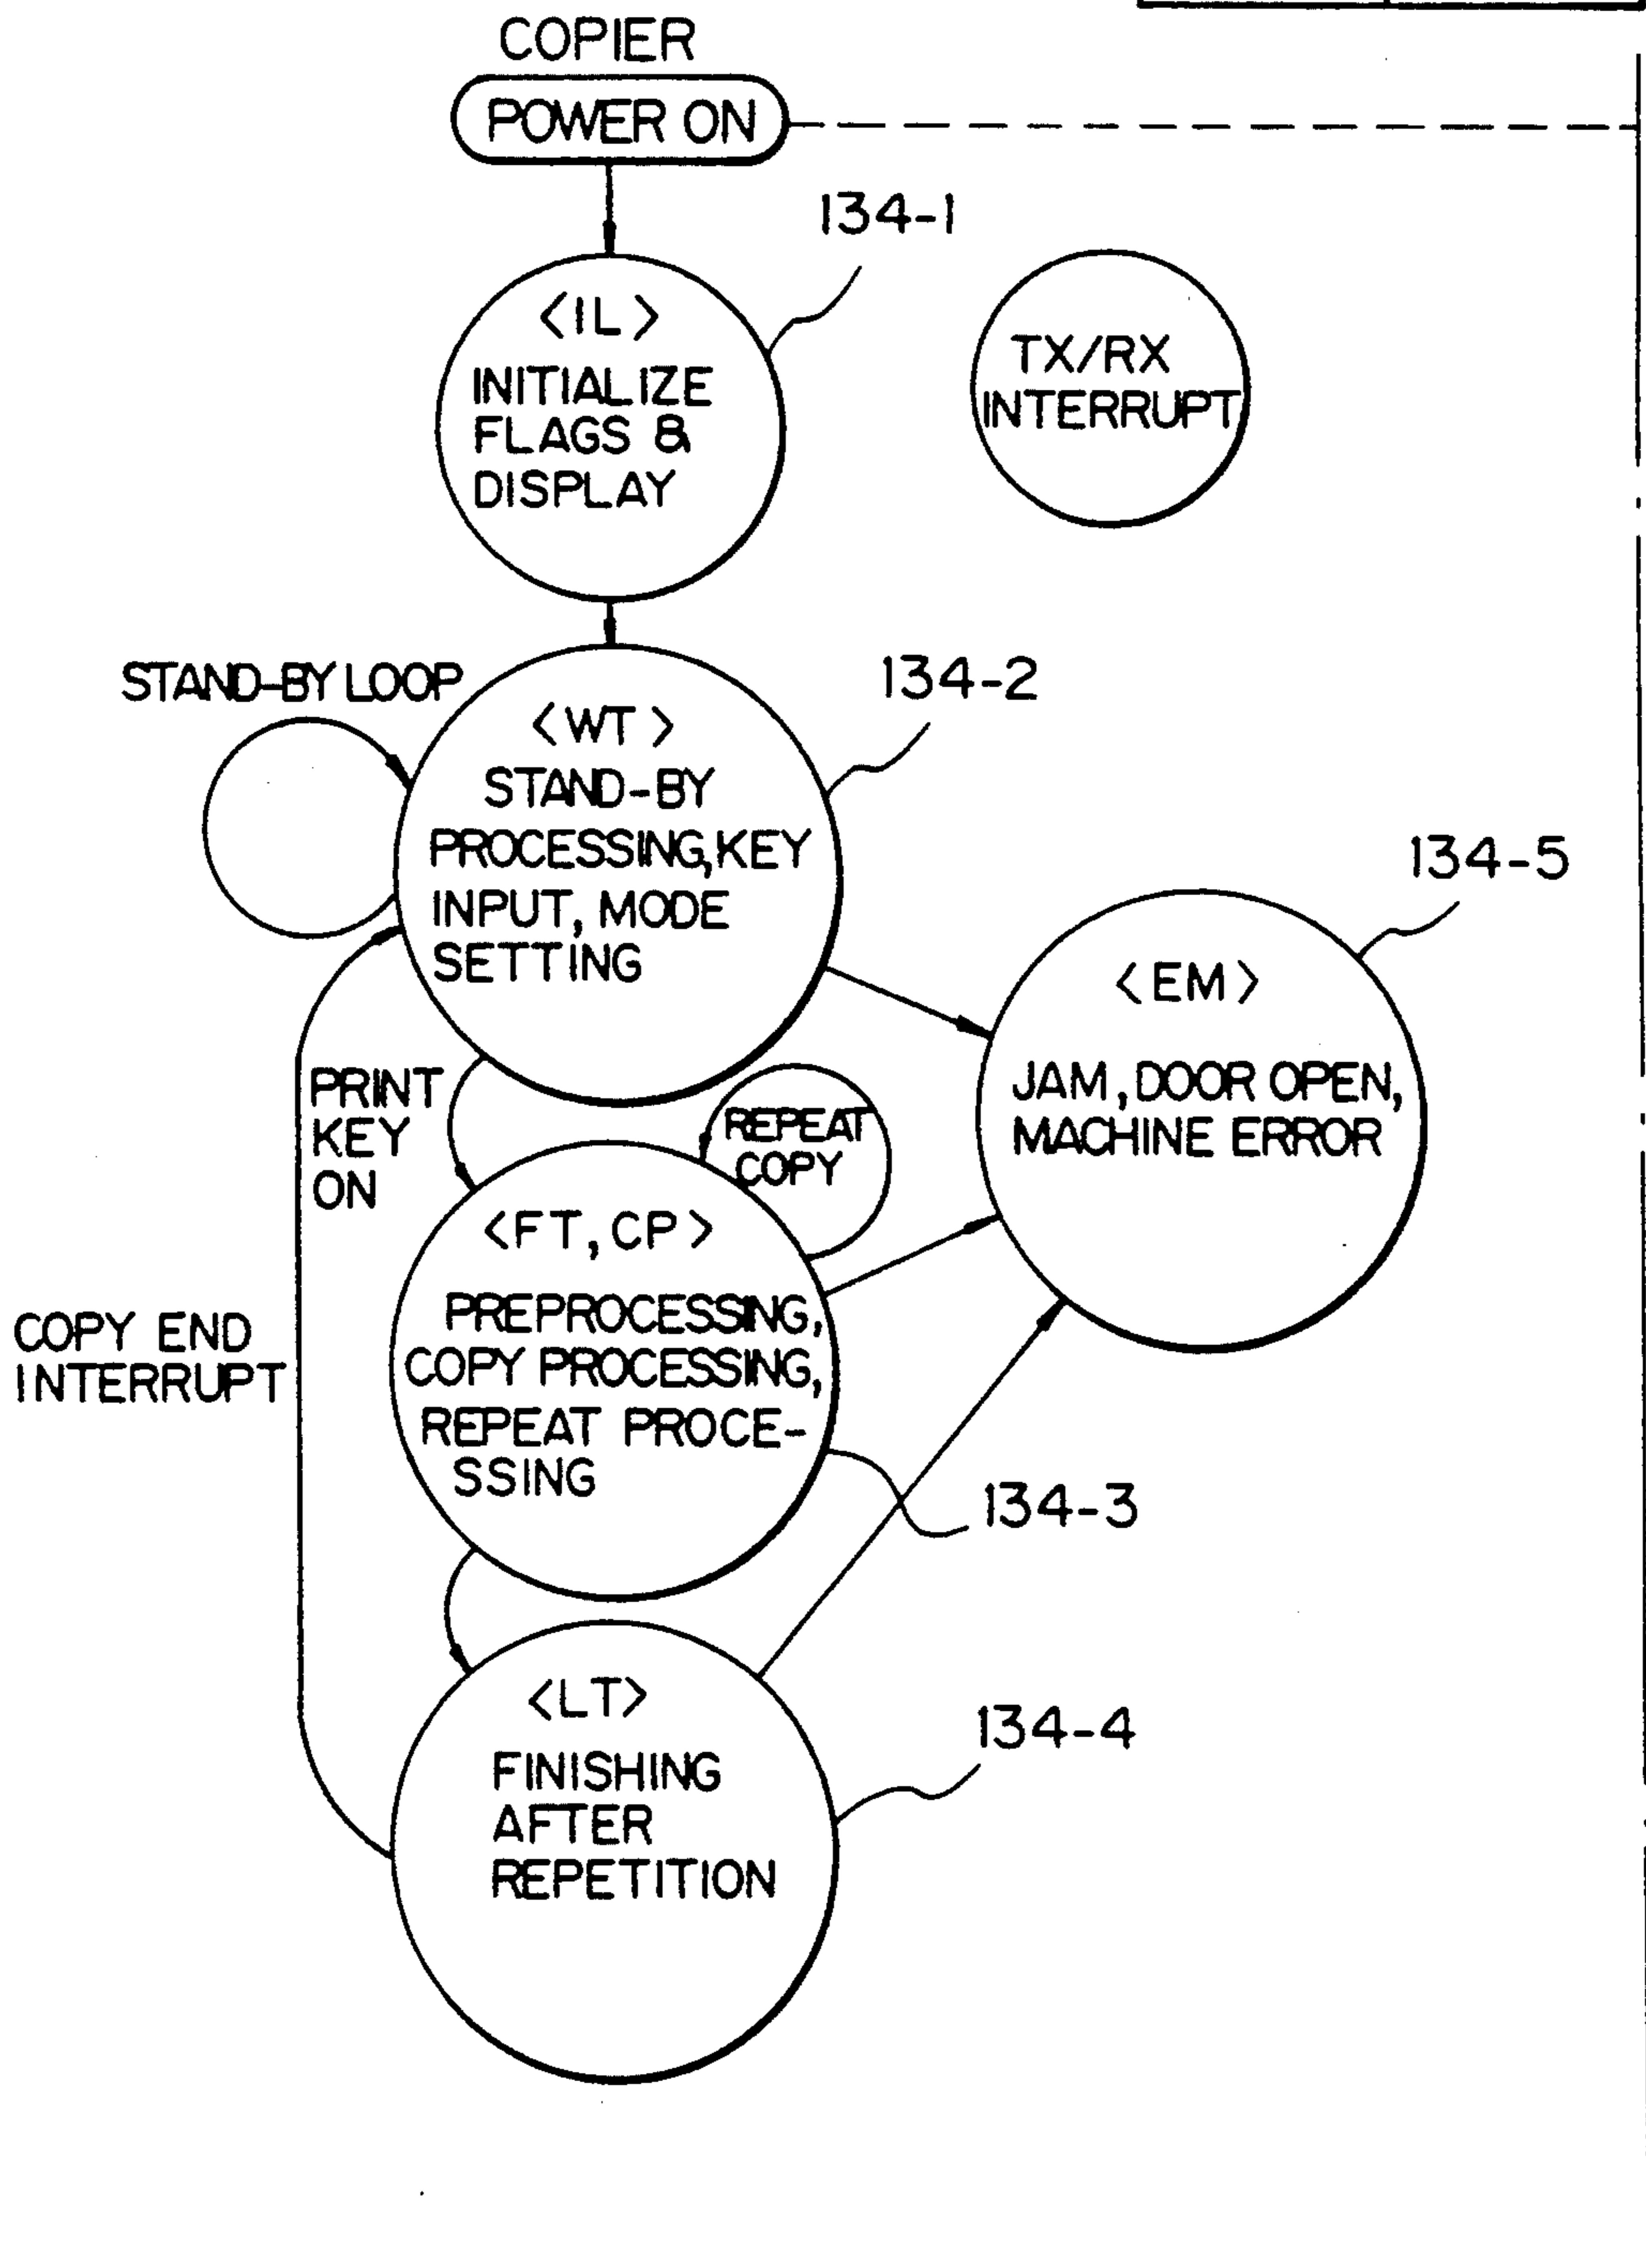 COPIER
POWER ON
134-1
<IL>
INITIALIZE
FLAGS &
DISPLAY
TX/RX
INTERRUPT
STAND-BY LOOP
134-2
<WT>
STAND-BY
PROCESSING, KEY
INPUT, MODE
SETTING
134-5
<EM>
JAM, DOOR OPEN,
MACHINE ERROR
PRINT
KEY
ON
REPEAT
COPY
<FT, CP>
PREPROCESSING,
COPY PROCESSING,
REPEAT PROCE-
SSING
COPY END
INTERRUPT
134-3
<LT>
FINISHING
AFTER
REPETITION
134-4